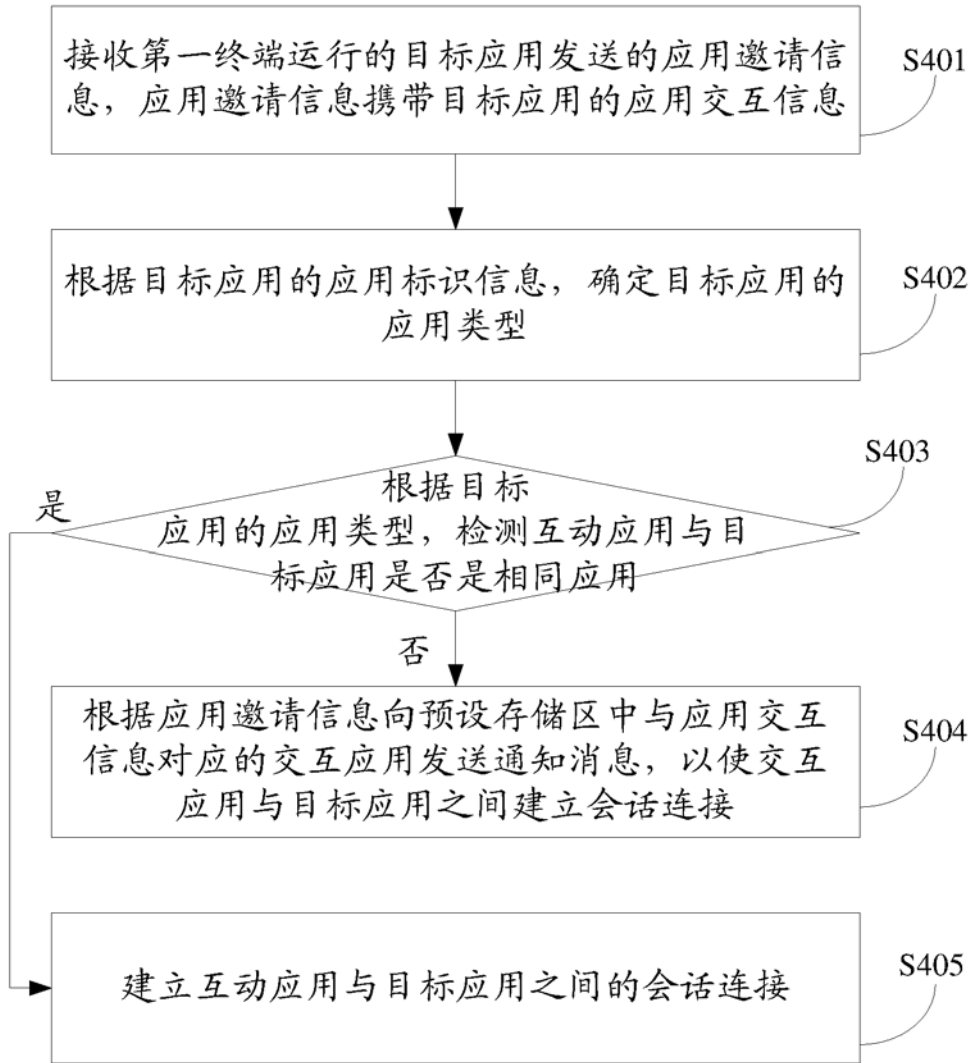 接收第一终端运行的目标应用发送的应用邀请信
息，应用邀请信息携带目标应用的应用交互信息
S401
根据目标应用的应用标识信息，确定目标应用的
应用类型
S402
根据目标
应用的应用类型，检测互动应用与目
标应用是否是相同应用
S403
是
否
根据应用邀请信息向预设存储区中与应用交互
信息对应的交互应用发送通知消息，以使交互
应用与目标应用之间建立会话连接
S404
建立互动应用与目标应用之间的会话连接
S405